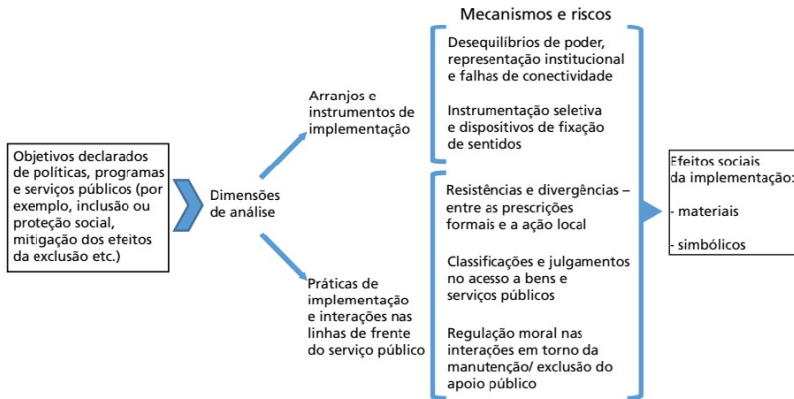 Mecanismos e riscos
Objetivos declarados
de políticas, programas
e serviços públicos (por
exemplo, inclusão ou
proteção social,
mitigação dos efeitos
da exclusão etc.)
Dimensões
de análise
Arranjos e
instrumentos de
implementação
Práticas de
implementação
e interações nas
linhas de frente
do serviço público
Desequilíbrios de poder,
representação institucional
e falhas de conectividade
Instrumentação seletiva
e dispositivos de fixação
de sentidos
Resistências e divergências –
entre as prescrições
formais e a ação local
Classificações e julgamentos
no acesso a bens e
serviços públicos
Regulação moral nas
interações em torno da
manutenção/ exclusão do
apoio público
Efeitos sociais
da implementação:
- materiais
- simbólicos